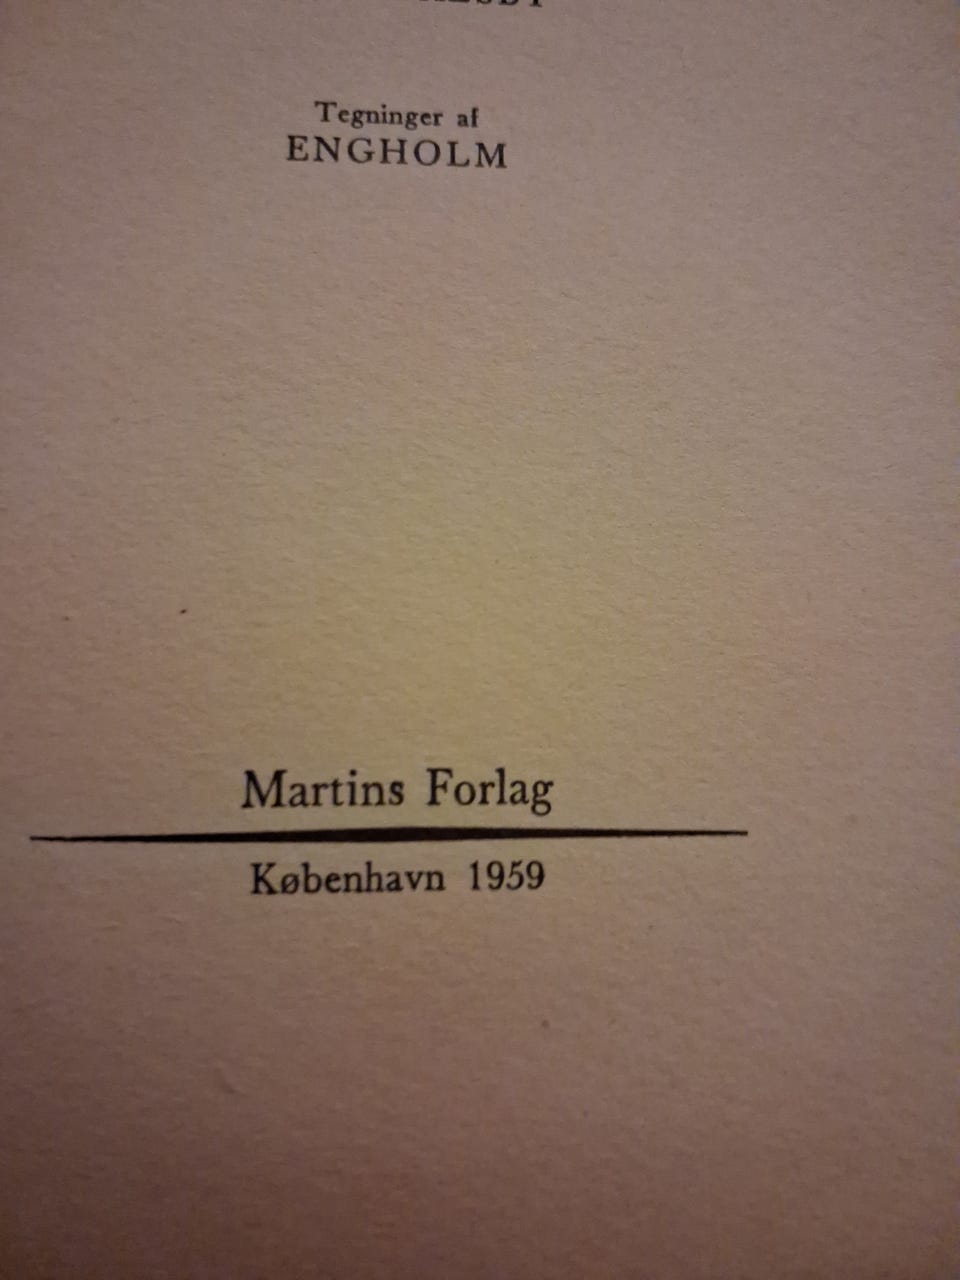 Tegninger af
ENGHOLM
Martins Forlag
København 1959